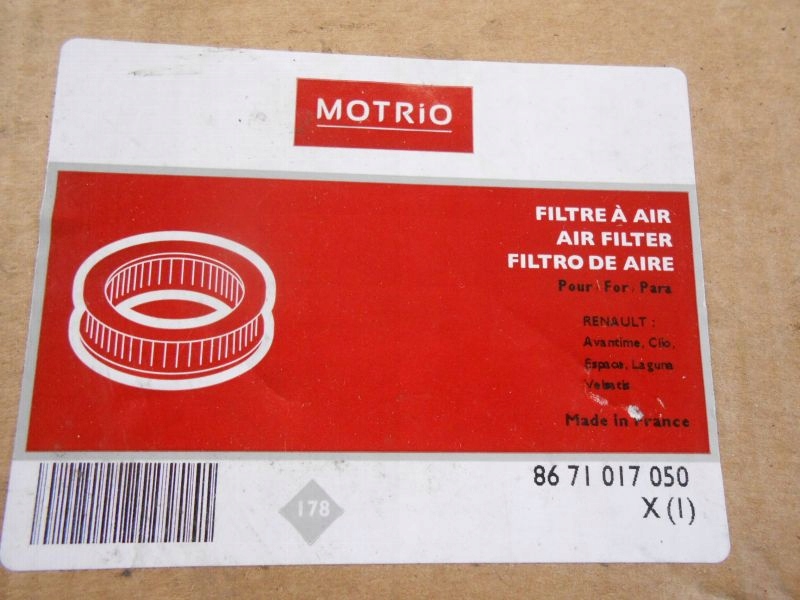 MOTRiO
FILTRE À AIR
AIR FILTER
FILTRO DE AIRE
Pour For Para
RENAULT :
Avantime, Clio,
Espace, Laguna
Velsatis
Made in France
178
86 71 017 050
X (1)